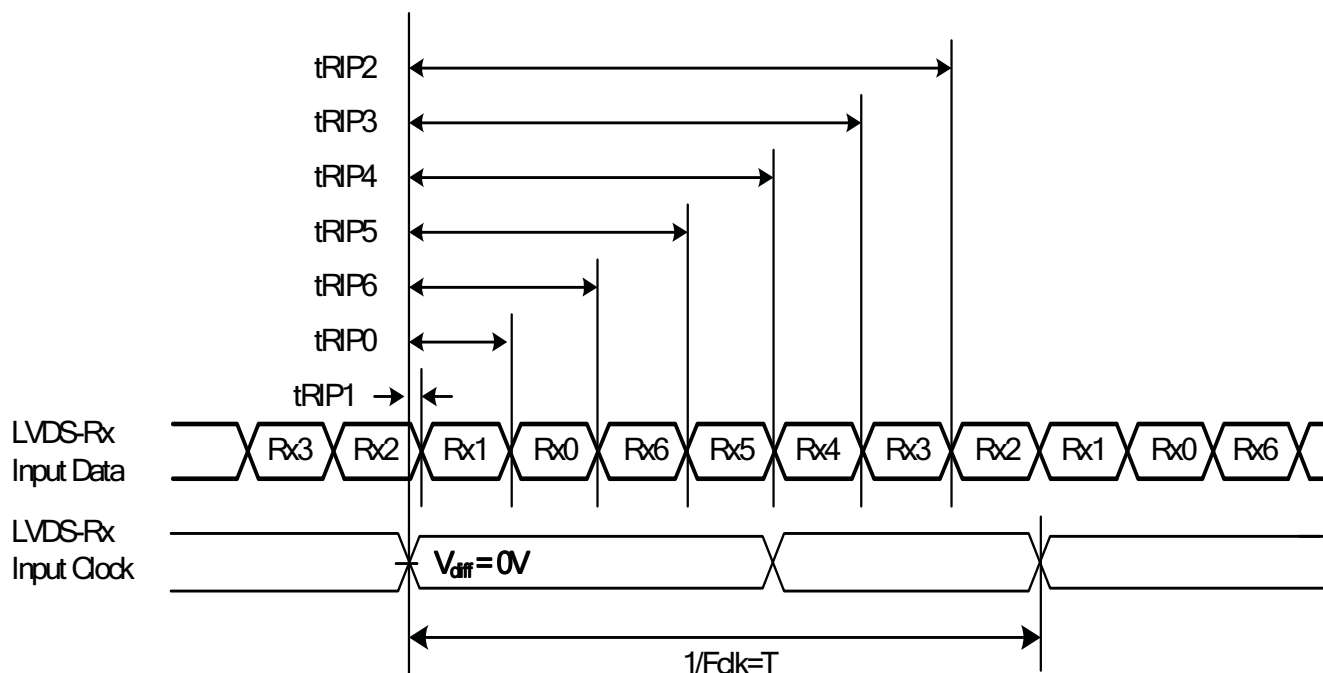 tRIP2
tRIP3
tRIP4
tRIP5
tRIP6
tRIP0
tRIP1
LVDS-Rx
Input Data
Rx3 Rx2 Rx1 Rx0 Rx6 Rx5 Rx4 Rx3 Rx2 Rx1 Rx0 Rx6
LVDS-Rx
Input Clock
Vdiff = 0V
1/Fclk=T